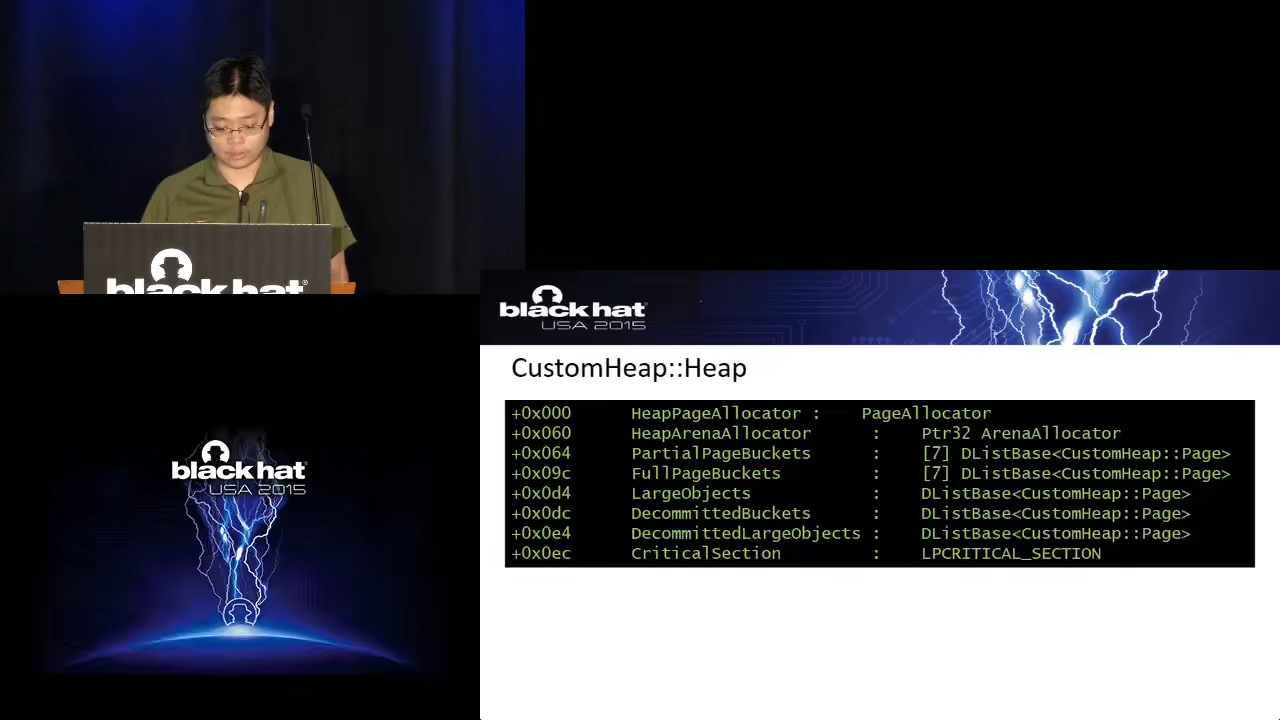 black hat
black hat
USA 2015
black hat
USA 2015
CustomHeap::Heap
+0x000 HeapPageAllocator : PageAllocator
+0x060 HeapArenaAllocator : Ptr32 ArenaAllocator
+0x064 PartialPageBuckets : [7] DListBase<CustomHeap::Page>
+0x09c FullPageBuckets : [7] DListBase<CustomHeap::Page>
+0x0d4 LargeObjects : DListBase<CustomHeap::Page>
+0x0dc DecommittedBuckets : DListBase<CustomHeap::Page>
+0x0e4 DecommittedLargeObjects : DListBase<CustomHeap::Page>
+0x0ec CriticalSection : LPCRITICAL_SECTION